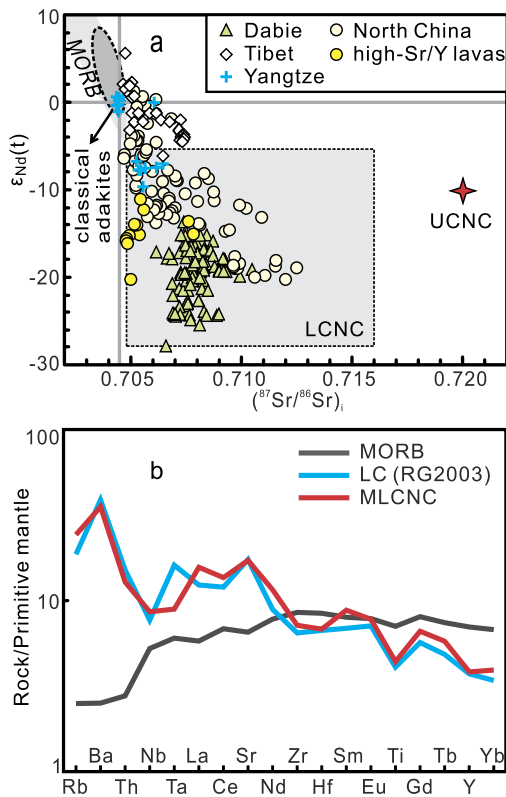 a
Dabie
North China
Tibet
high-Sr/Y lavas
Yangtze
MORB
classical
adakites
UCNC
LCNC
10
0
-10
-20
-30
εNd(t)
0.705
0.710
0.715
0.720
(⁸⁷Sr/⁸⁶Sr)i
b
MORB
LC (RG2003)
MLCNC
100
10
1
Rock/Primitive mantle
Ba
Nb
La
Sr
Zr
Sm
Ti
Tb
Yb
Rb
Th
Ta
Ce
Nd
Hf
Eu
Gd
Y